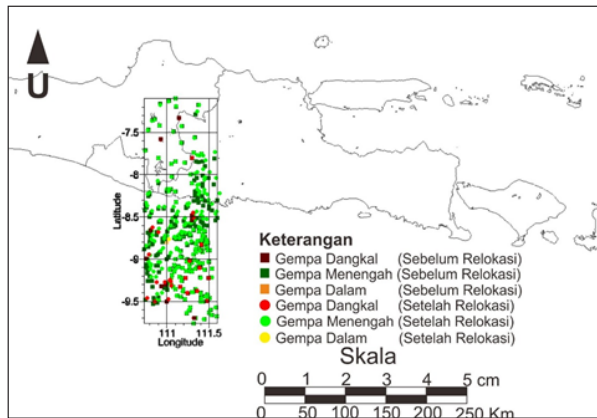 U
-7.5
-8
-8.5
-9
-9.5
Latitude
111 111.5
Longitude
Keterangan
Gempa Dangkal (Sebelum Relokasi)
Gempa Menengah (Sebelum Relokasi)
Gempa Dalam (Sebelum Relokasi)
Gempa Dangkal (Setelah Relokasi)
Gempa Menengah (Setelah Relokasi)
Gempa Dalam (Setelah Relokasi)
Skala
0 1 2 3 4 5 cm
0 50 100 150 200 250 Km